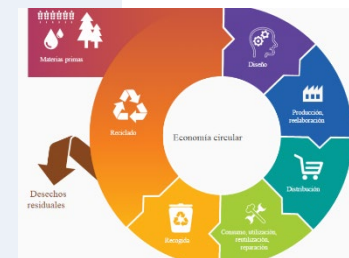 Materias primas
Diseño
Producción,
reelaboración
Distribución
Consumo, utilización,
reutilización,
reparación
Recogida
Reciclado
Economía circular
Desechos
residuales